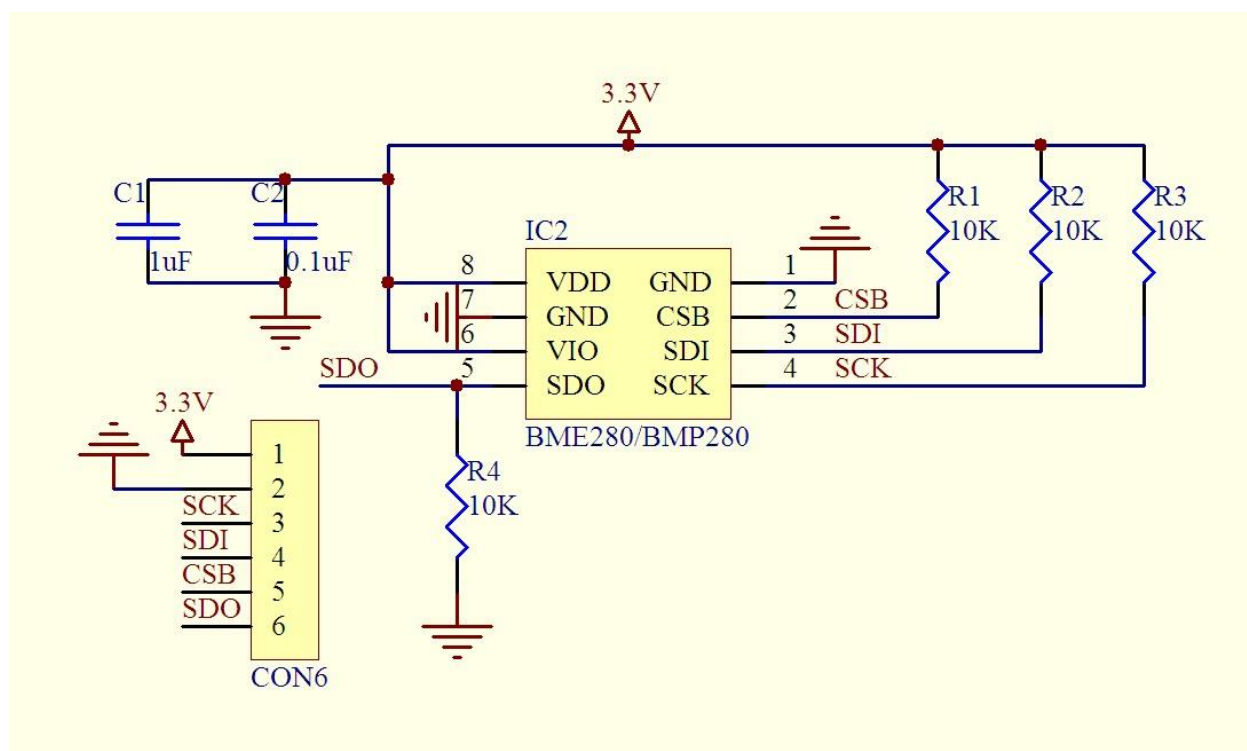 3.3V
C1
C2
R1
R2
R3
10K
10K
10K
1uF
0.1uF
IC2
8 VDD GND 1
7 GND CSB 2 CSB
6 VIO SDI 3 SDI
SDO 5 SDO SCK 4 SCK
BME280/BMP280
3.3V
1
2
SCK 3
SDI 4
CSB 5
SDO 6
CON6
R4
10K